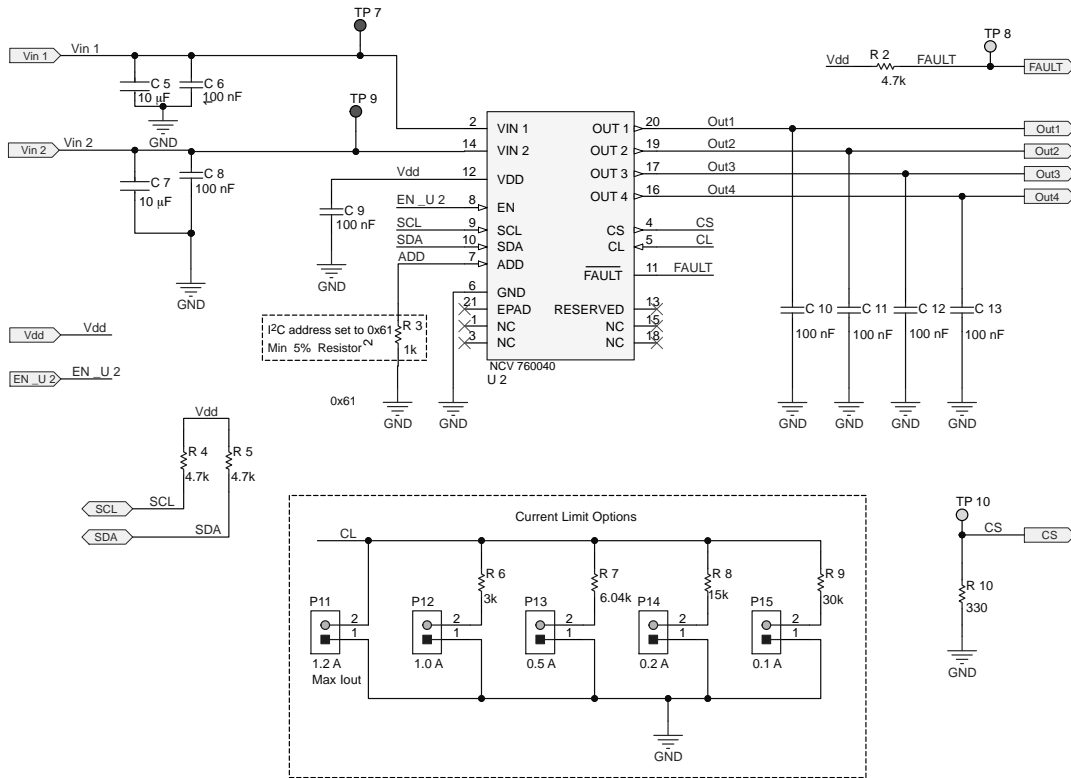 TP 7
Vin 1 Vin 1
C 5
10 µF
C 6
100 nF
GND
TP 9
Vin 2 Vin 2
C 7
10 µF
C 8
100 nF
GND
Vdd R 2 FAULT TP 8
4.7k
FAULT
2 VIN 1 OUT 1 20 Out1 Out1
14 VIN 2 OUT 2 19 Out2 Out2
Vdd 12 VDD OUT 3 17 Out3 Out3
OUT 4 16 Out4 Out4
C 9
100 nF
GND
EN _U 2 8 EN
SCL 9 SCL CS 4 CS
SDA 10 SDA CL 5 CL
ADD 7 ADD FAULT 11 FAULT
6 GND
21 EPAD RESERVED 13
1 NC NC 15
3 NC NC 18
NCV 760040
U 2
I²C address set to 0x61
Min 5% Resistor
2
R 3
1k
0x61
GND
GND
C 10
100 nF
C 11
100 nF
C 12
100 nF
C 13
100 nF
GND
GND
GND
GND
Vdd Vdd
EN _U 2 EN _U 2
Vdd
R 4
4.7k
R 5
4.7k
SCL SCL
SDA SDA
Current Limit Options
CL
P11
2
1
1.2 A
Max Iout
R 6
3k
P12
2
1
1.0 A
R 7
6.04k
P13
2
1
0.5 A
R 8
15k
P14
2
1
0.2 A
R 9
30k
P15
2
1
0.1 A
GND
TP 10
CS CS
R 10
330
GND